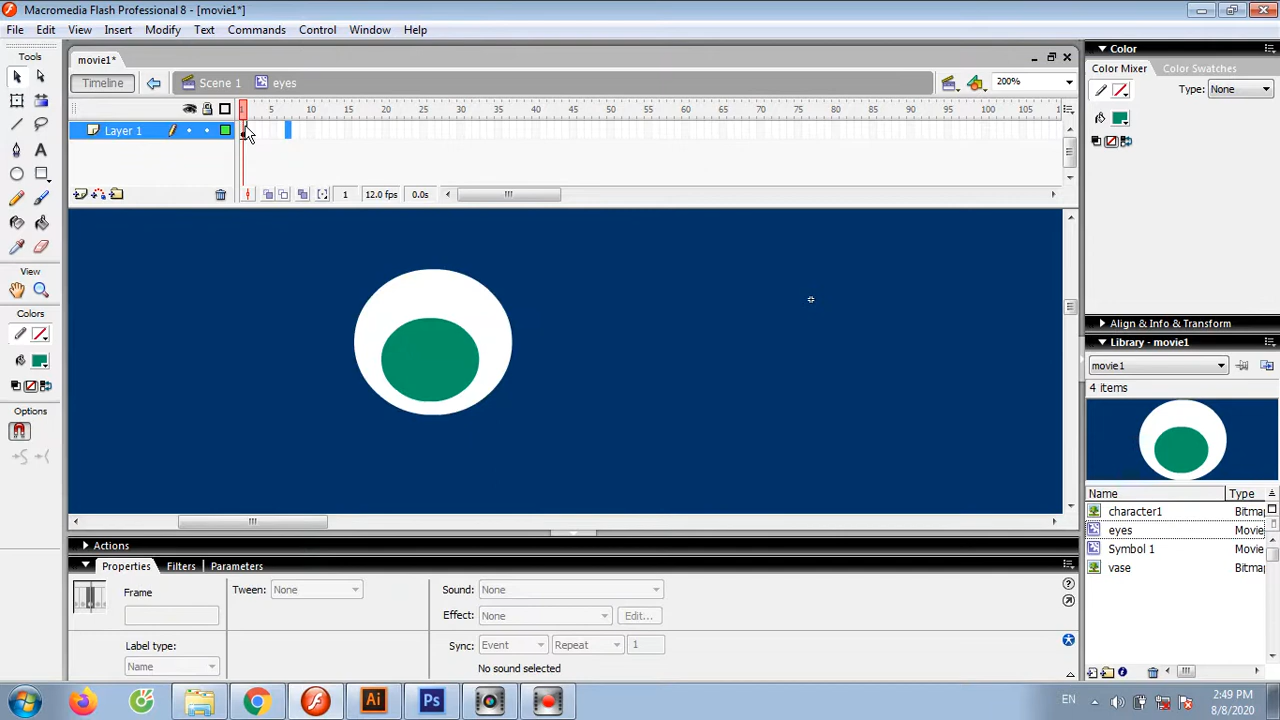 Macromedia Flash Professional 8 - [movie1*]
File Edit View Insert Modify Text Commands Control Window Help
Tools
View
Colors
Options
movie1*
Timeline
Scene 1 eyes 200%
1 5 10 15 20 25 30 35 40 45 50 55 60 65 70 75 80 85 90 95 100 105
Layer 1
1 12.0 fps 0.0s
Actions
Properties Filters Parameters
Frame
Tween: None
Label type:
Name
Sound: None
Effect: None Edit...
Sync: Event Repeat 1
No sound selected
Color
Color Mixer Color Swatches
Type: None
Align & Info & Transform
Library - movie1
movie1
4 items
Name Type
character1 Bitmap
eyes Movie
Symbol 1 Movie
vase Bitmap
Ai Ps
EN
2:49 PM
8/8/2020